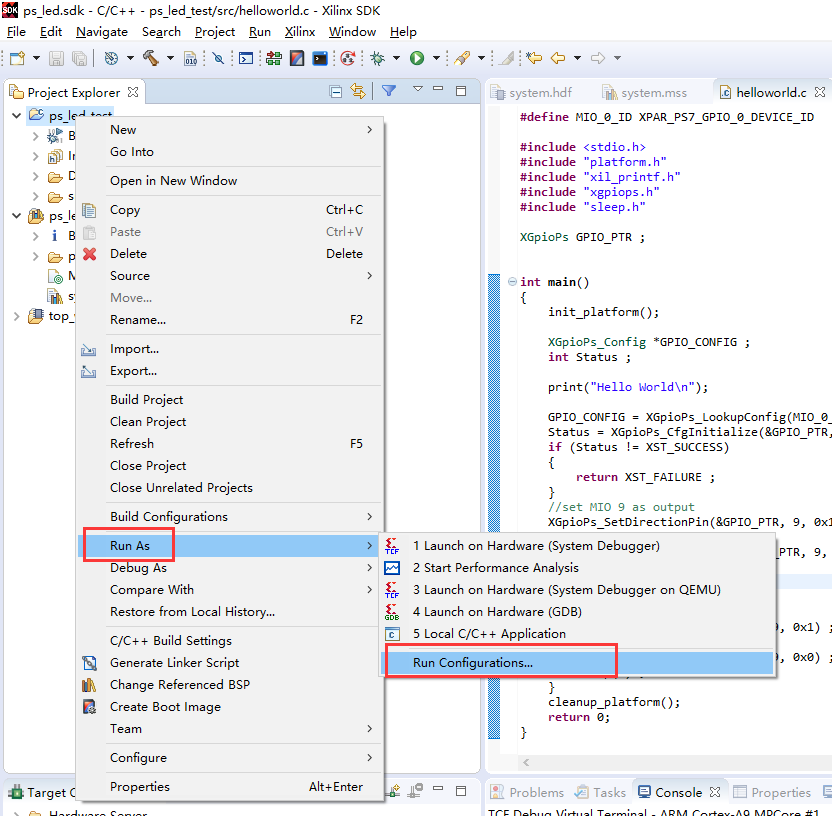 ps_led.sdk - C/C++ - ps_led_test/src/helloworld.c - Xilinx SDK
File Edit Navigate Search Project Run Xilinx Window Help
Project Explorer
ps_led_test
New
Go Into
Open in New Window
Copy Ctrl+C
Paste Ctrl+V
Delete Delete
Source
Move...
Rename... F2
Import...
Export...
Build Project
Clean Project
Refresh F5
Close Project
Close Unrelated Projects
Build Configurations
Run As
Debug As
Compare With
Restore from Local History...
C/C++ Build Settings
Generate Linker Script
Change Referenced BSP
Create Boot Image
Team
Configure
Properties Alt+Enter
1 Launch on Hardware (System Debugger)
2 Start Performance Analysis
3 Launch on Hardware (System Debugger on QEMU)
4 Launch on Hardware (GDB)
5 Local C/C++ Application
Run Configurations...
system.hdf system.mss helloworld.c
#define MIO_0_ID XPAR_PS7_GPIO_0_DEVICE_ID
#include <stdio.h>
#include "platform.h"
#include "xil_printf.h"
#include "xgpiops.h"
#include "sleep.h"
XGpioPs GPIO_PTR ;
int main()
{
init_platform();
XGpioPs_Config *GPIO_CONFIG ;
int Status ;
print("Hello World\n");
GPIO_CONFIG = XGpioPs_LookupConfig(MIO_0_
Status = XGpioPs_CfgInitialize(&GPIO_PTR,
if (Status != XST_SUCCESS)
{
return XST_FAILURE ;
}
//set MIO 9 as output
XGpioPs_SetDirectionPin(&GPIO_PTR, 9, 0x1
_PTR, 9,
, 0x1) ;
, 0x0) ;
}
cleanup_platform();
return 0;
}
Target
Problems Tasks Console Properties
TCF Debug Virtual Terminal - ARM Cortex-A9 MPCore #1
Hardware Server